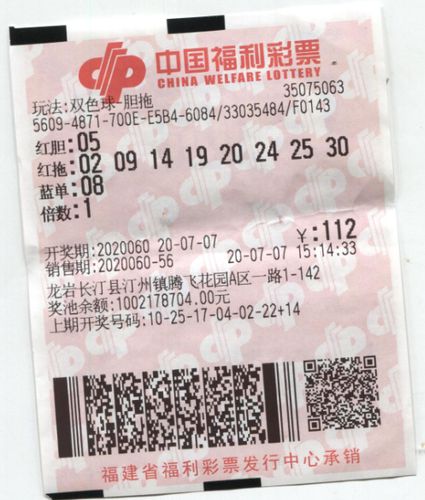 中国福利彩票
CHINA WELFARE LOTTERY
玩法:双色球-胆拖 35075063
5609-4871-700E-E5B4-6084/33035484/F0143
红胆:05
红拖:02 09 14 19 20 24 25 30
蓝单:08
倍数:1
¥:112
开奖期:2020060 20-07-07
销售期:2020060-56 20-07-07 15:14:33
龙岩长汀县汀州镇腾飞花园A区一路1-142
奖池余额:1002178704.00元
上期开奖号码:10-25-17-04-02-22+14
福建省福利彩票发行中心承销